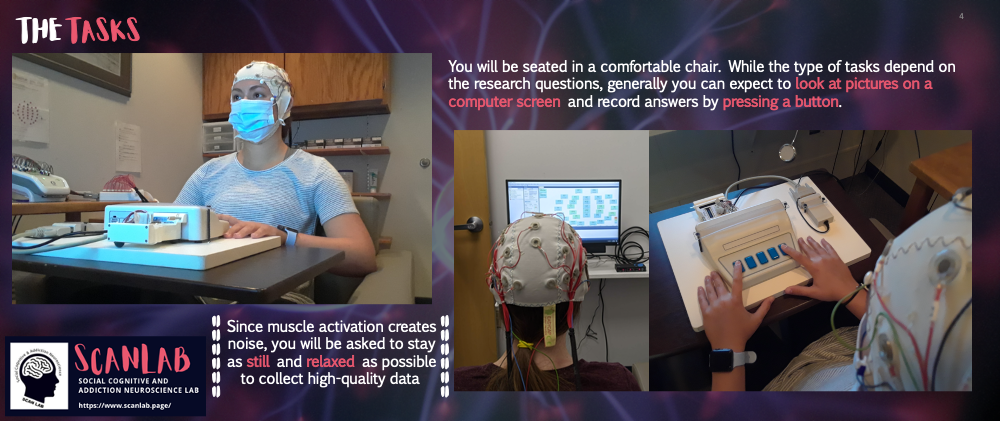 4
THE TASKS
You will be seated in a comfortable chair. While the type of tasks depend on
the research questions, generally you can expect to look at pictures on a
computer screen and record answers by pressing a button.
Since muscle activation creates
noise, you will be asked to stay
as still and relaxed as possible
to collect high-quality data
SCANLAB
SOCIAL COGNITIVE AND
ADDICTION NEUROSCIENCE LAB
https://www.scanlab.page/
SCAN LAB